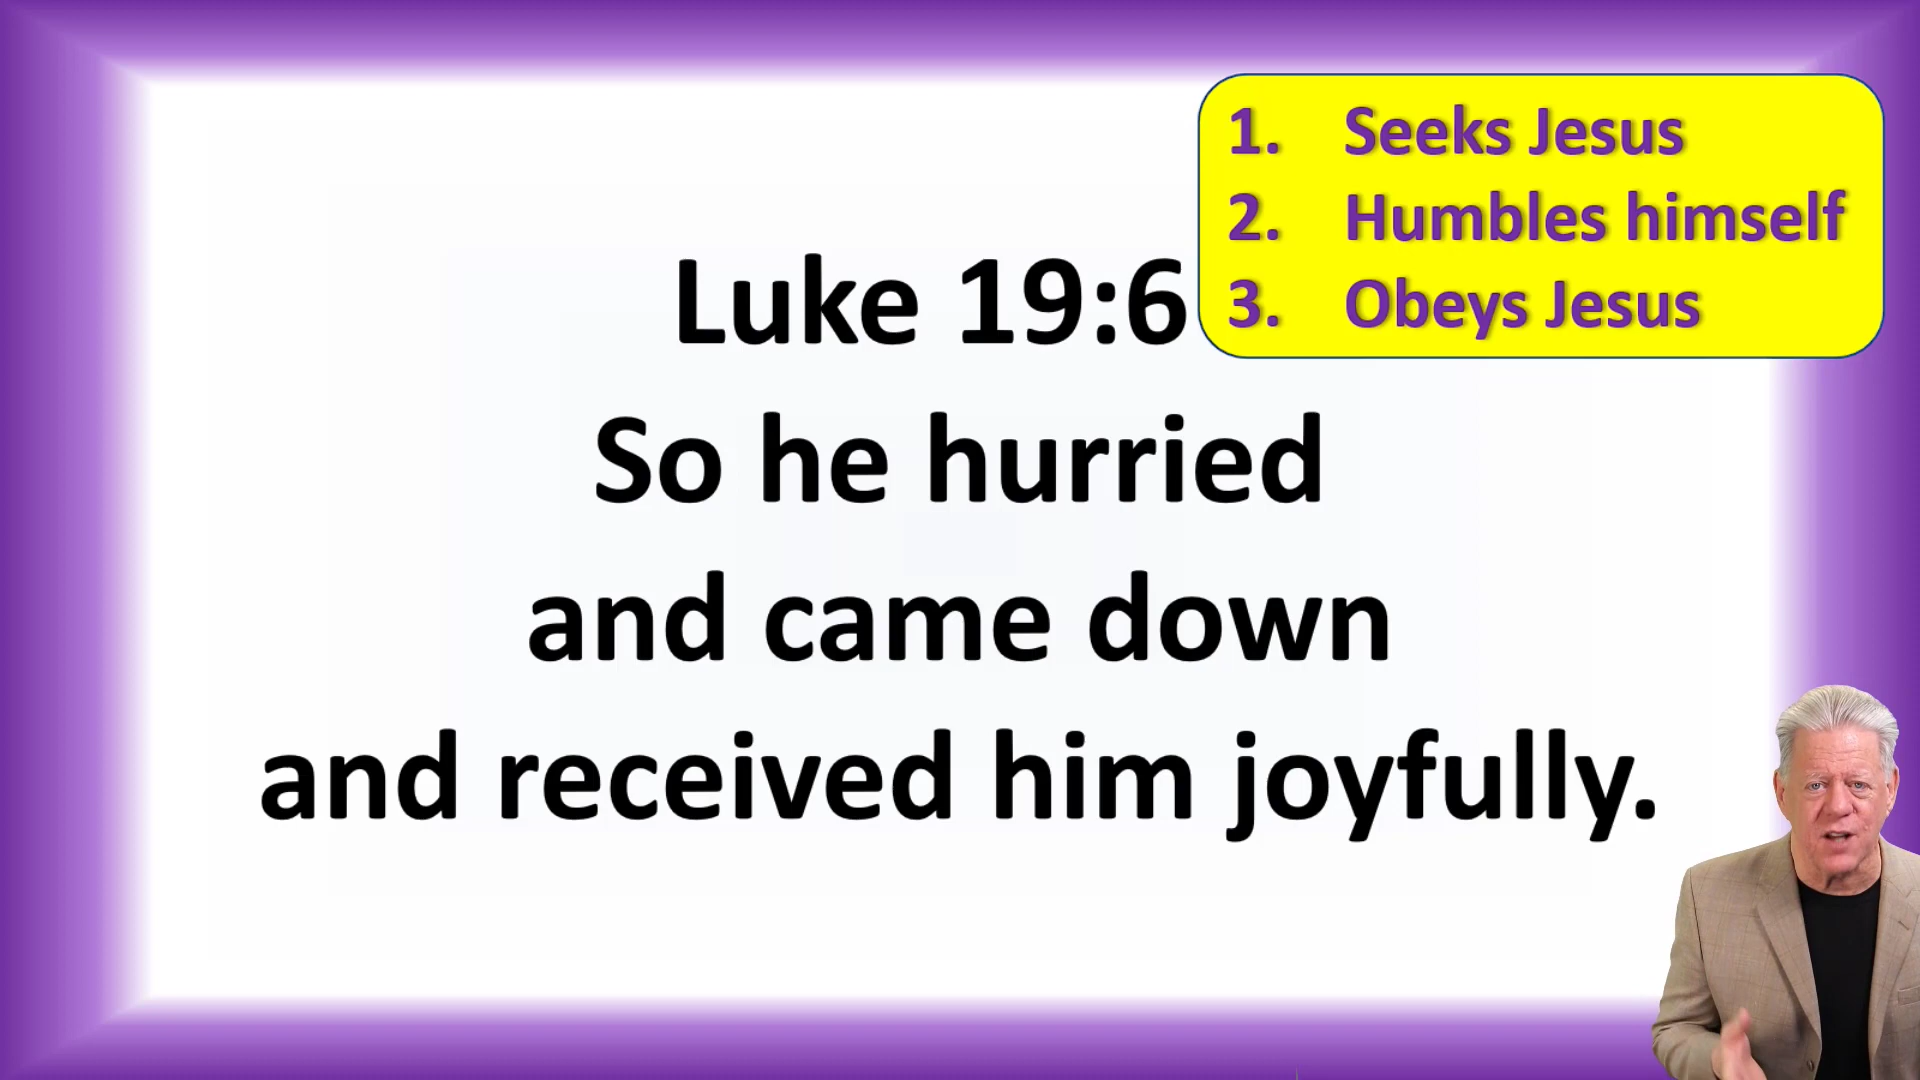 1. Seeks Jesus
2. Humbles himself
3. Obeys Jesus
Luke 19:6
So he hurried
and came down
and received him joyfully.